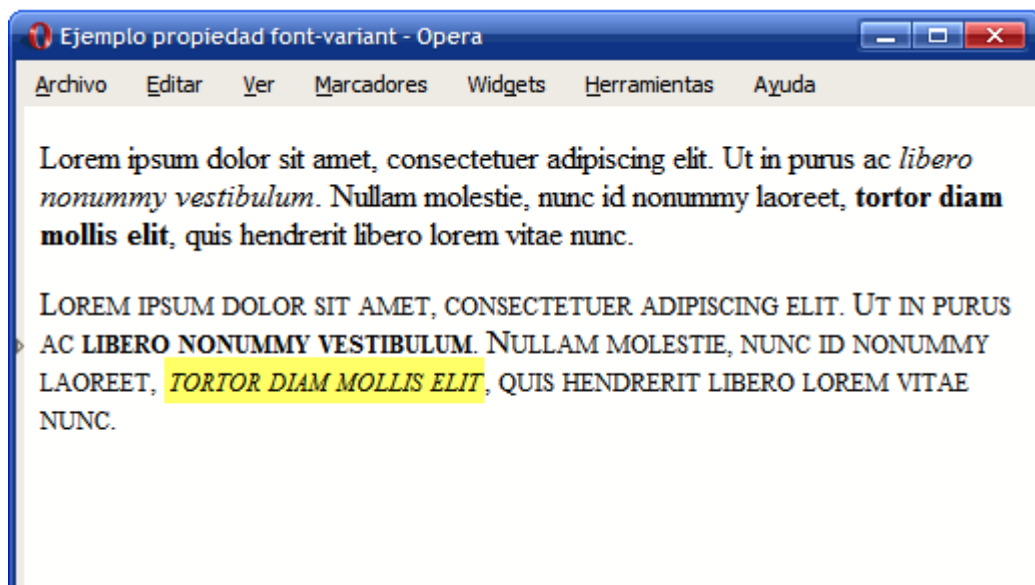 Ejemplo propiedad font-variant - Opera
Archivo Editar Ver Marcadores Widgets Herramientas Ayuda
Lorem ipsum dolor sit amet, consectetuer adipiscing elit. Ut in purus ac libero
nonummy vestibulum. Nullam molestie, nunc id nonummy laoreet, tortor diam
mollis elit, quis hendrerit libero lorem vitae nunc.
Lorem ipsum dolor sit amet, consectetuer adipiscing elit. Ut in purus
ac libero nonummy vestibulum. Nullam molestie, nunc id nonummy
laoreet, tortor diam mollis elit, quis hendrerit libero lorem vitae
nunc.